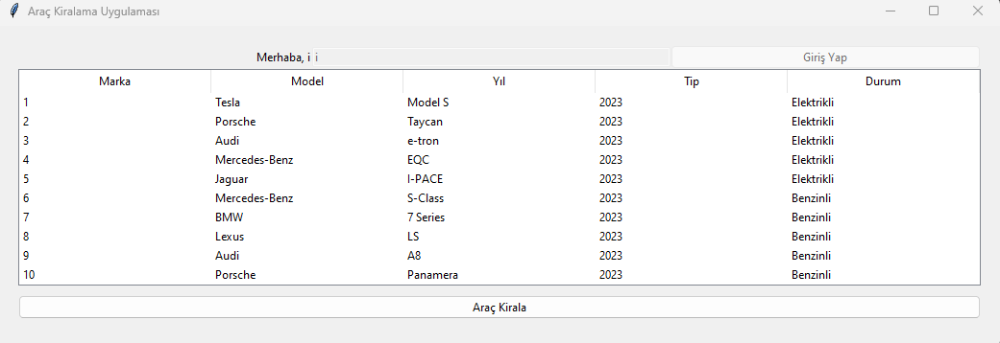 Araç Kiralama Uygulaması
Merhaba, i i Giriş Yap
Marka Model Yıl Tip Durum
1 Tesla Model S 2023 Elektrikli
2 Porsche Taycan 2023 Elektrikli
3 Audi e-tron 2023 Elektrikli
4 Mercedes-Benz EQC 2023 Elektrikli
5 Jaguar I-PACE 2023 Elektrikli
6 Mercedes-Benz S-Class 2023 Benzinli
7 BMW 7 Series 2023 Benzinli
8 Lexus LS 2023 Benzinli
9 Audi A8 2023 Benzinli
10 Porsche Panamera 2023 Benzinli
Araç Kirala